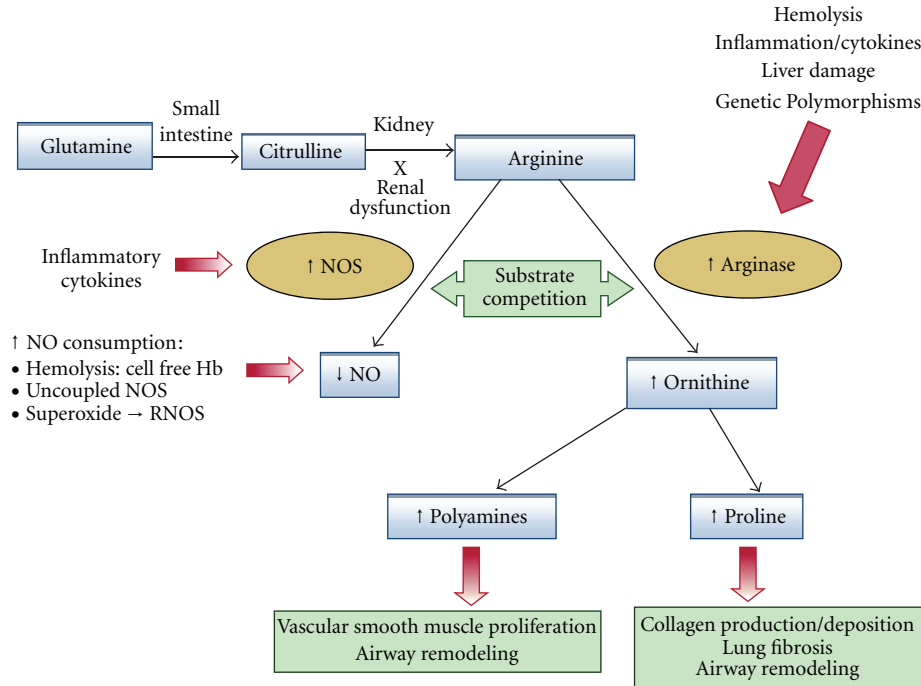 Hemolysis
Inflammation/cytokines
Liver damage
Genetic Polymorphisms
Small
intestine
Kidney
Glutamine
Citrulline
Arginine
X
Renal
dysfunction
Inflammatory
cytokines
↑ NOS
Substrate
competition
↑ Arginase
↑ NO consumption:
• Hemolysis: cell free Hb
• Uncoupled NOS
• Superoxide → RNOS
↓ NO
↑ Ornithine
↑ Polyamines
↑ Proline
Vascular smooth muscle proliferation
Airway remodeling
Collagen production/deposition
Lung fibrosis
Airway remodeling